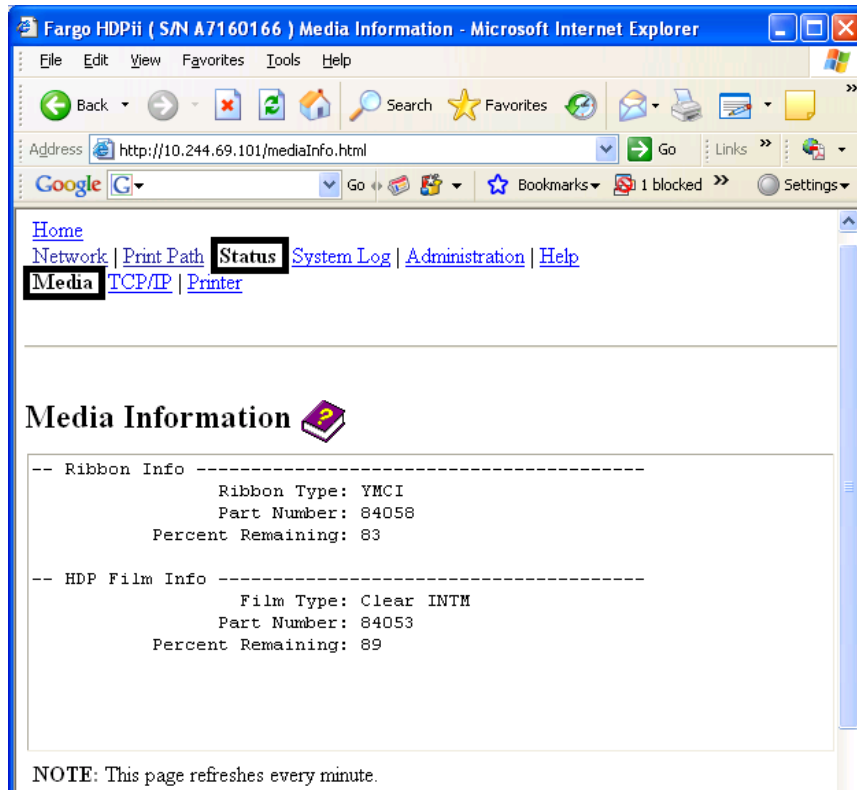 Fargo HDPii ( S/N A7160166 ) Media Information - Microsoft Internet Explorer
File Edit View Favorites Tools Help
Back Search Favorites »
Address http://10.244.69.101/mediaInfo.html Go Links »
Google G Go Bookmarks 1 blocked » Settings
Home
Network | Print Path Status System Log | Administration | Help
Media TCP/IP | Printer
Media Information ?
-- Ribbon Info -----------------------------------------
Ribbon Type: YMCI
Part Number: 84058
Percent Remaining: 83
-- HDP Film Info ---------------------------------------
Film Type: Clear INTM
Part Number: 84053
Percent Remaining: 89
NOTE: This page refreshes every minute.